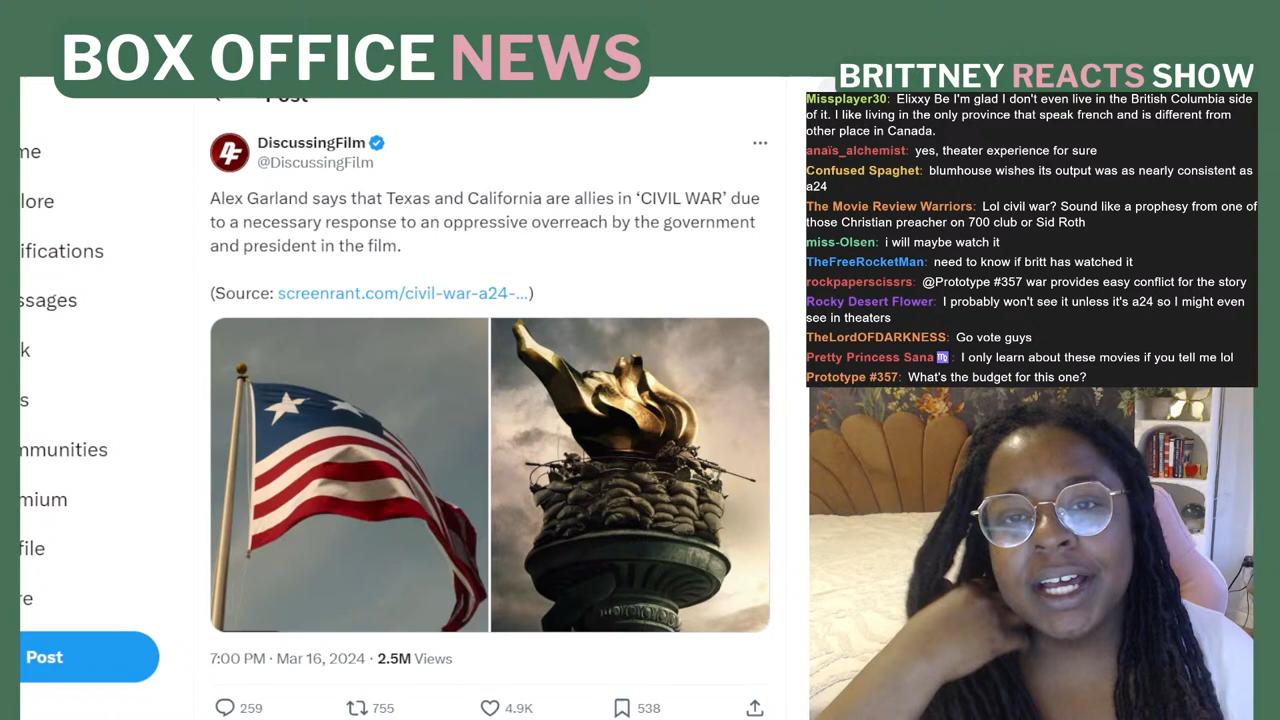 BOX OFFICE NEWS
BRITTNEY REACTS SHOW
Post
me
lore
ifications
ssages
k
s
mmunities
mium
file
re
Post
DiscussingFilm
@DiscussingFilm
Alex Garland says that Texas and California are allies in ‘CIVIL WAR’ due
to a necessary response to an oppressive overreach by the government
and president in the film.
(Source: screenrant.com/civil-war-a24-...)
7:00 PM · Mar 16, 2024 · 2.5M Views
259 755 4.9K 538
Missplayer30: Elixxy Be I'm glad I don't even live in the British Columbia side
of it. I like living in the only province that speak french and is different from
other place in Canada.
anaïs_alchemist: yes, theater experience for sure
Confused Spaghet: blumhouse wishes its output was as nearly consistent as
a24
The Movie Review Warriors: Lol civil war? Sound like a prophesy from one of
those Christian preacher on 700 club or Sid Roth
miss-Olsen: i will maybe watch it
TheFreeRocketMan: need to know if britt has watched it
rockpaperscissrs: @Prototype #357 war provides easy conflict for the story
Rocky Desert Flower: I probably won't see it unless it's a24 so I might even
see in theaters
TheLordOFDARKNESS: Go vote guys
Pretty Princess Sana♍: I only learn about these movies if you tell me lol
Prototype #357: What's the budget for this one?